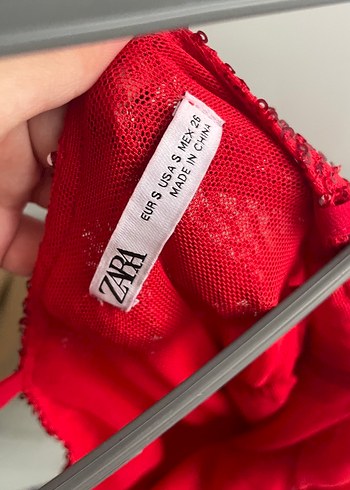 ZARA
EUR S USA S MEX 26
MADE IN CHINA